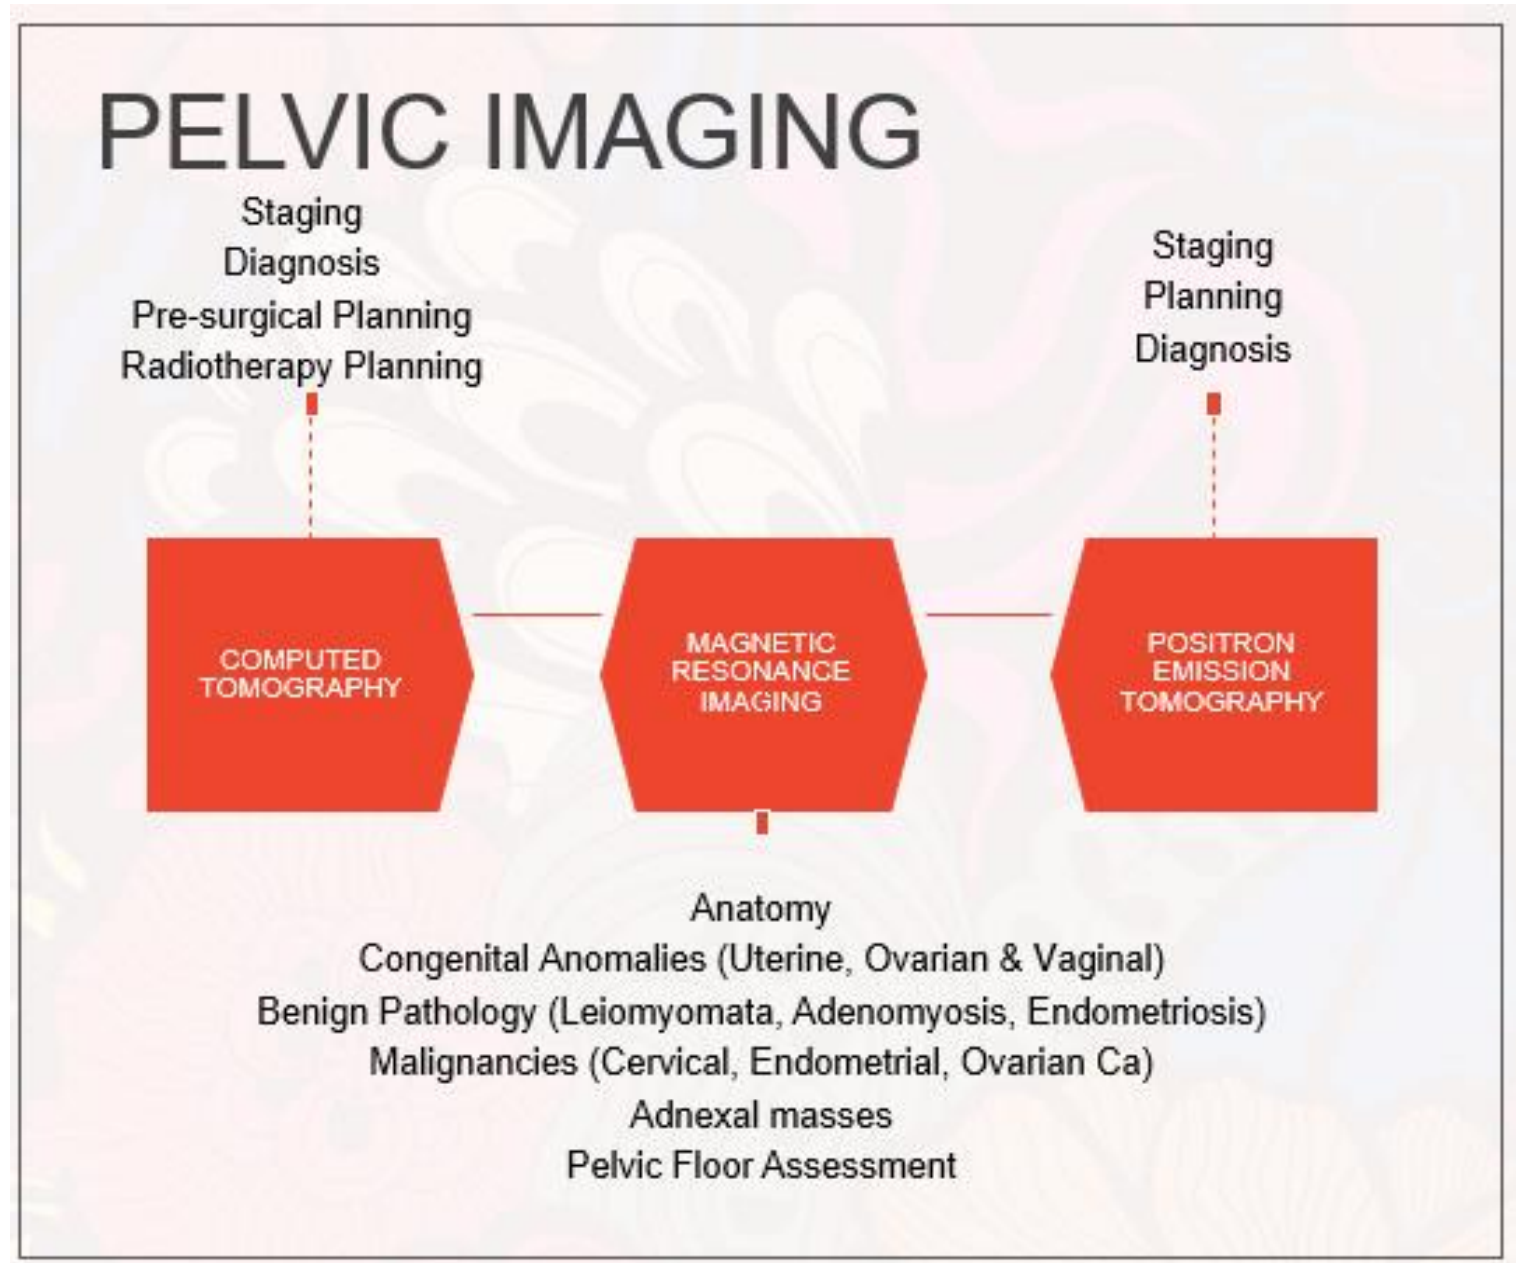 PELVIC IMAGING
Staging
Diagnosis
Pre-surgical Planning
Radiotherapy Planning
Staging
Planning
Diagnosis
COMPUTED
TOMOGRAPHY
MAGNETIC
RESONANCE
IMAGING
POSITRON
EMISSION
TOMOGRAPHY
Anatomy
Congenital Anomalies (Uterine, Ovarian & Vaginal)
Benign Pathology (Leiomyomata, Adenomyosis, Endometriosis)
Malignancies (Cervical, Endometrial, Ovarian Ca)
Adnexal masses
Pelvic Floor Assessment